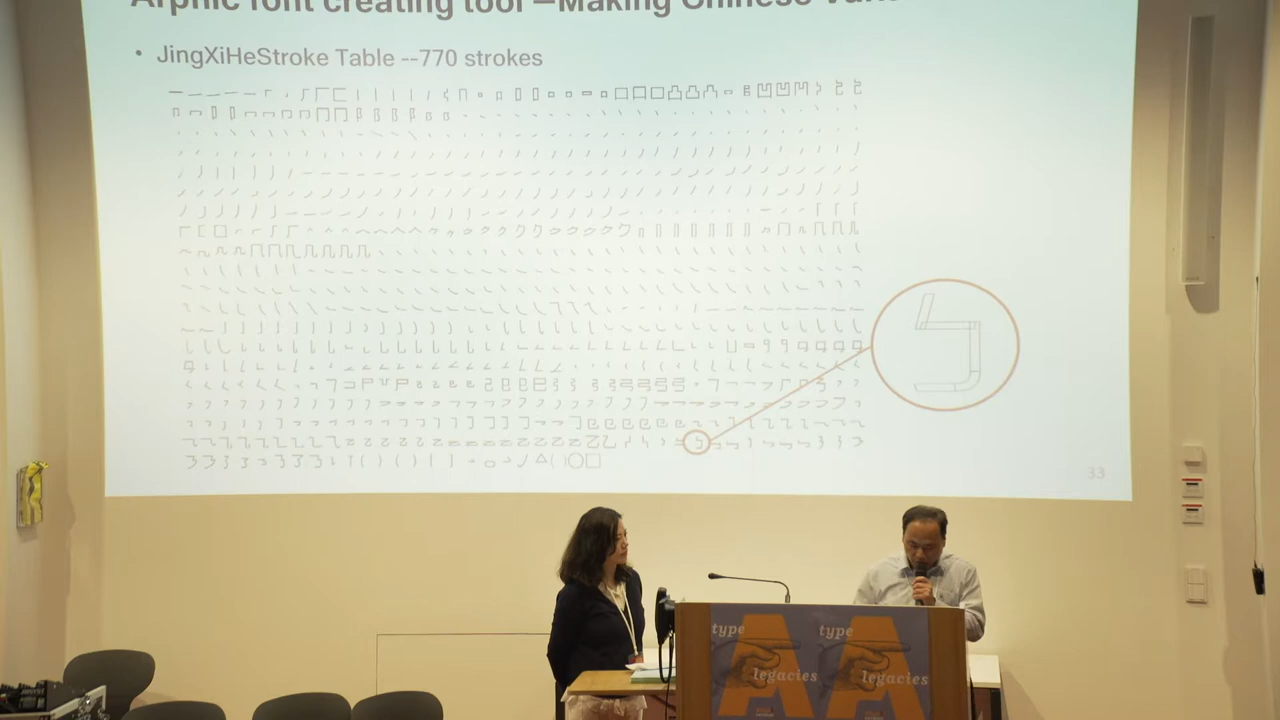 Arphic font creating tool —Making Chinese
• JingXiHeStroke Table --770 strokes
33
type
legacies
type
legacies